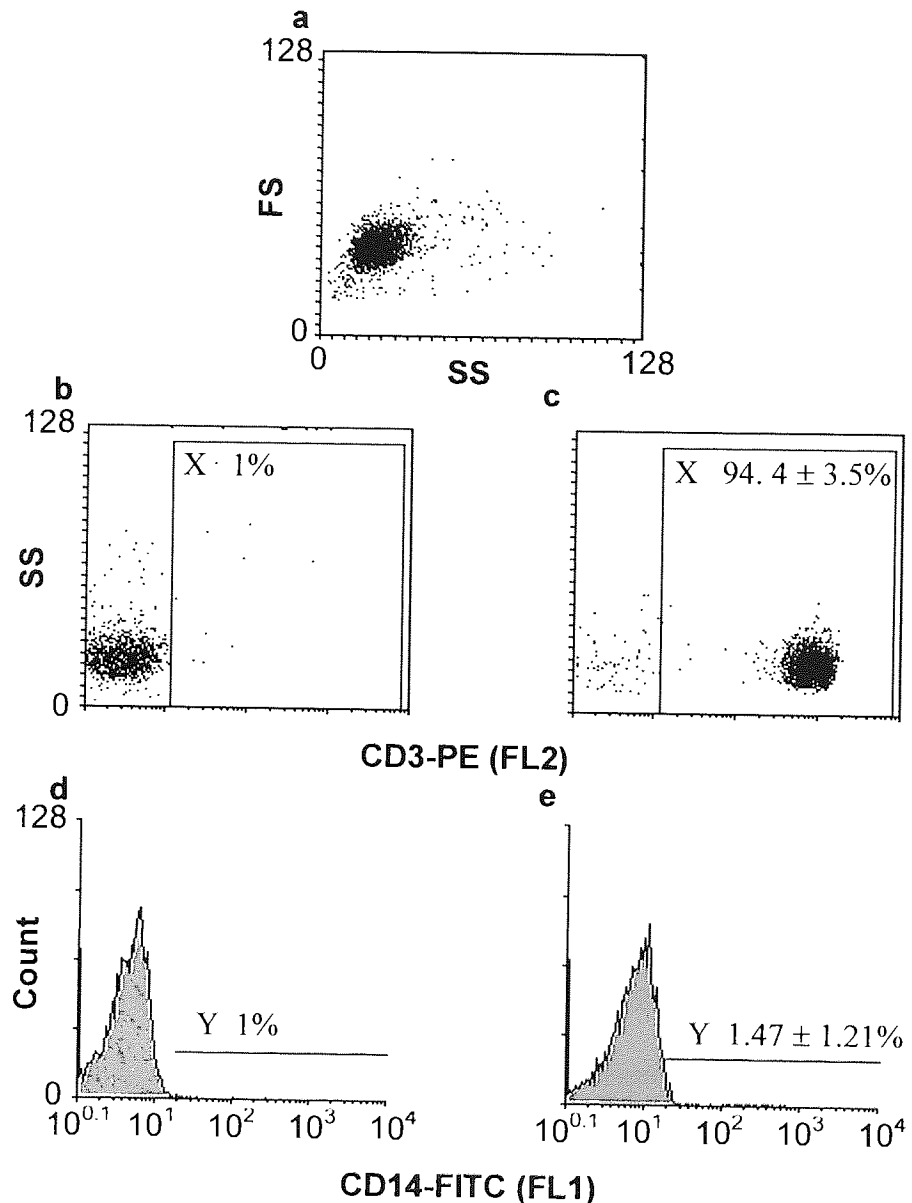 a
128
FS
0
0
SS
128
b
c
128
X 1%
X 94. 4 ± 3.5%
SS
0
CD3-PE (FL2)
d
e
128
Count
Y 1%
Y 1.47 ± 1.21%
0
10^0.1 10^1 10^2 10^3 10^4
10^0.1 10^1 10^2 10^3 10^4
CD14-FITC (FL1)